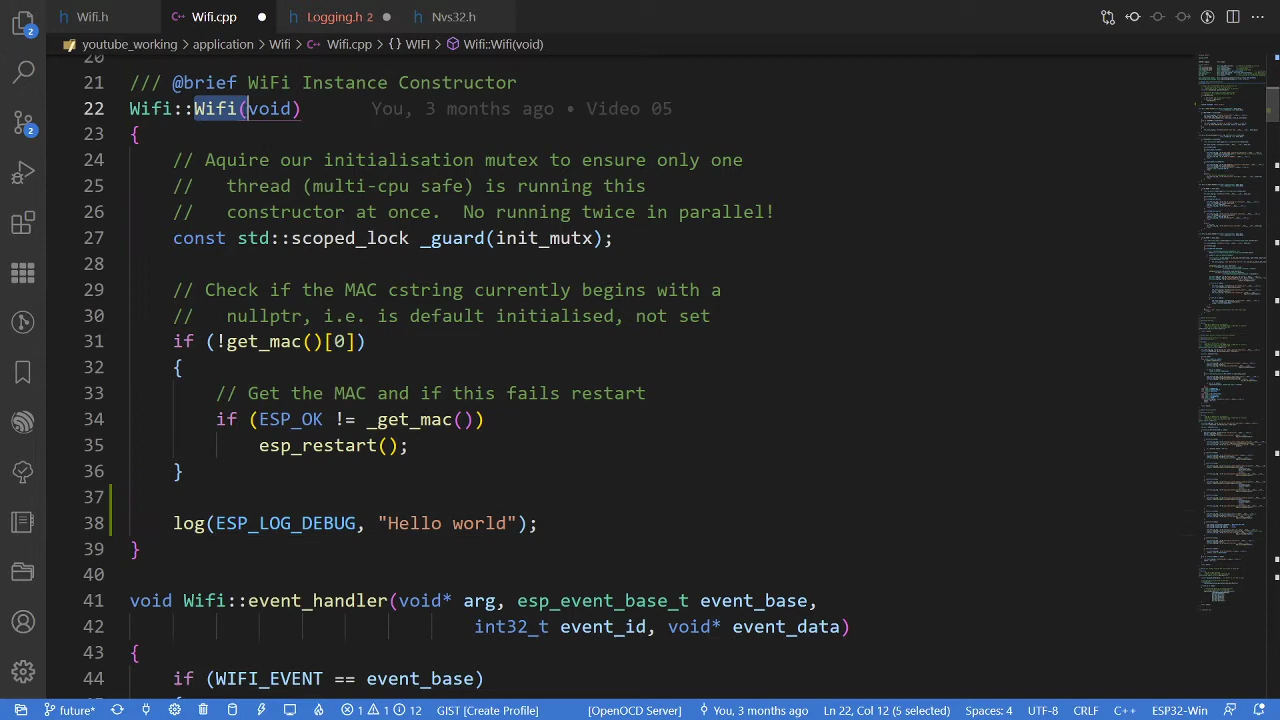 Wifi.h
Wifi.cpp
Logging.h 2
Nvs32.h
youtube_working › application › Wifi › Wifi.cpp › {} WIFI › Wifi::Wifi(void)
2
2
20
21 /// @brief WiFi Instance Constructor
22 Wifi::Wifi(void) You, 3 months ago • Video 05
23 {
24 // Aquire our initialisation mutex to ensure only one
25 // thread (multi-cpu safe) is running this
26 // constructor at once. No running twice in parallel!
27 const std::scoped_lock _guard(init_mutx);
28
29 // Check if the MAC cstring currently begins with a
30 // nullptr, i.e. is default initialised, not set
31 if (!get_mac()[0])
32 {
33 // Get the MAC and if this fails restart
34 if (ESP_OK != _get_mac())
35 esp_restart();
36 }
37
38 log(ESP_LOG_DEBUG, "Hello world");
39 }
40
41 void Wifi::event_handler(void* arg, esp_event_base_t event_base,
42 int32_t event_id, void* event_data)
43 {
44 if (WIFI_EVENT == event_base)
45 {
future* 1 1 12 GIST [Create Profile] [OpenOCD Server] You, 3 months ago Ln 22, Col 12 (5 selected) Spaces: 4 UTF-8 CRLF C++ ESP32-Win